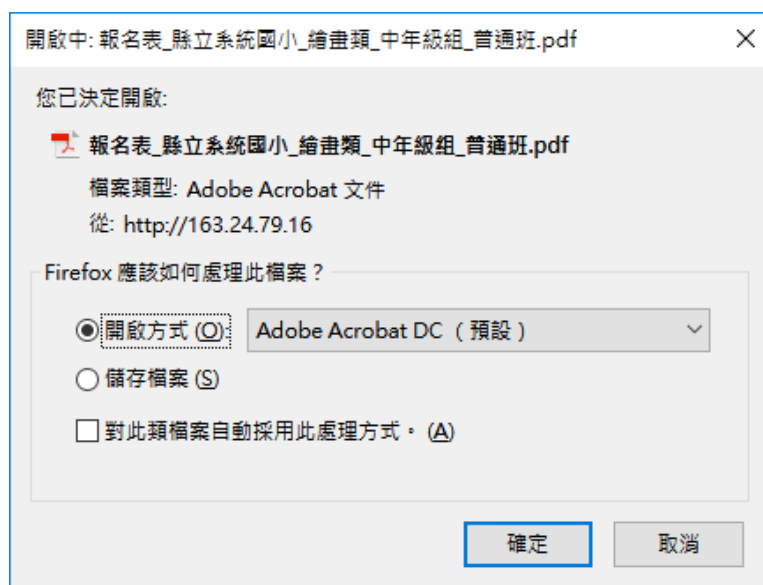 開啟中: 報名表_縣立系統國小_繪畫類_中年級組_普通班.pdf
您已決定開啟:
報名表_縣立系統國小_繪畫類_中年級組_普通班.pdf
檔案類型: Adobe Acrobat 文件
從: http://163.24.79.16
Firefox 應該如何處理此檔案？
開啟方式 (O): Adobe Acrobat DC （預設）
儲存檔案 (S)
對此類檔案自動採用此處理方式。 (A)
確定 取消